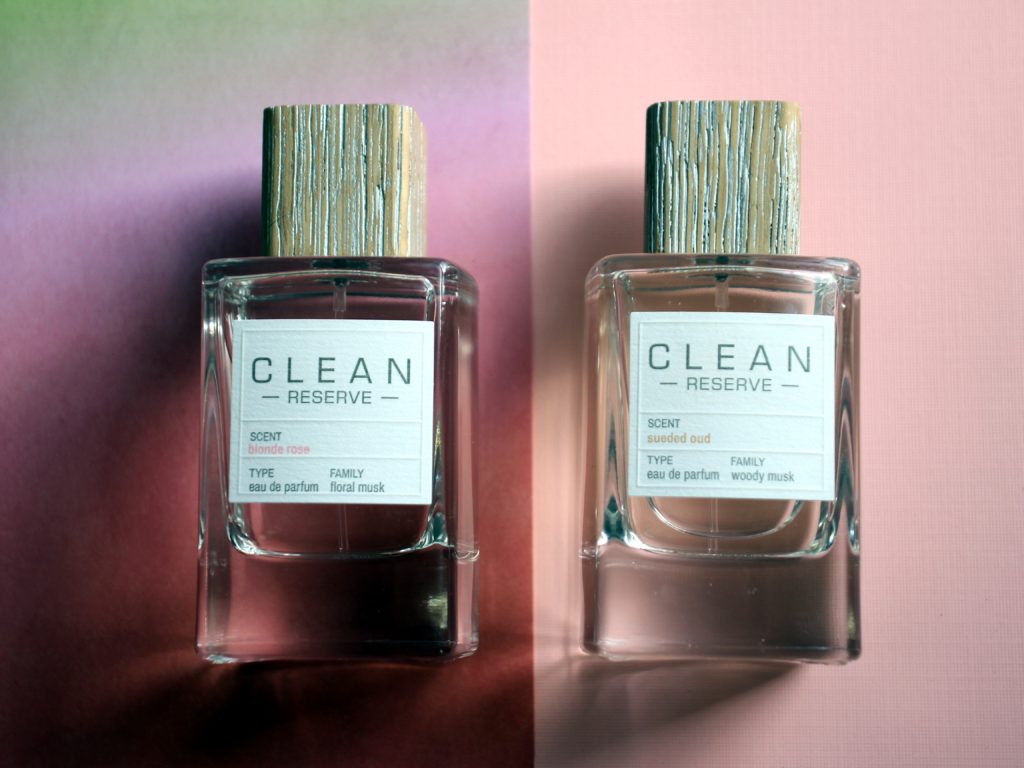 CLEAN
— RESERVE —
SCENT
blonde rose
TYPE FAMILY
eau de parfum floral musk
CLEAN
— RESERVE —
SCENT
sueded oud
TYPE FAMILY
eau de parfum woody musk